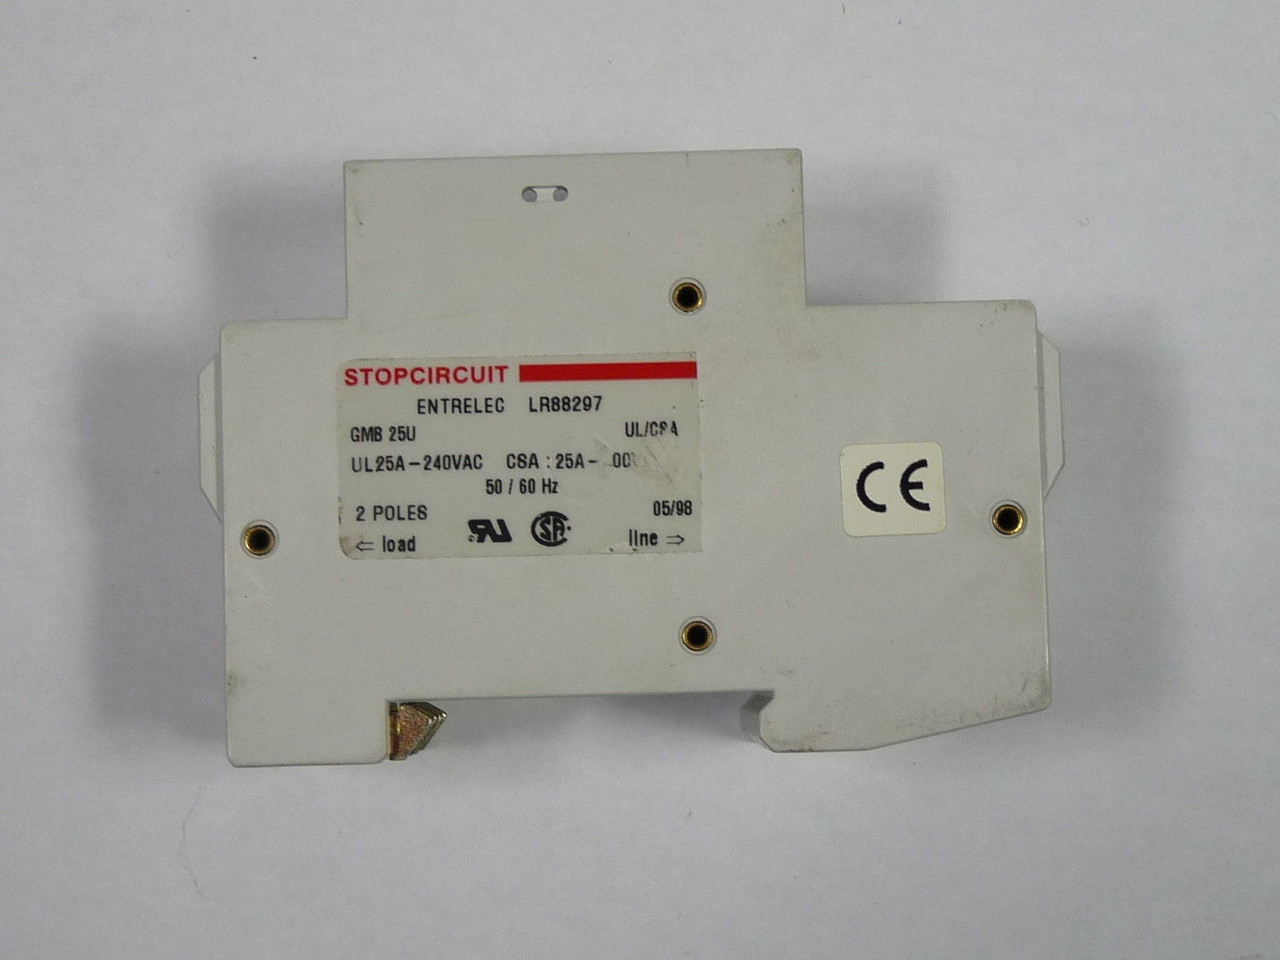 STOPCIRCUIT
ENTRELEC LR88297
GMB 25U UL/CSA
UL25A-240VAC CSA : 25A-
50 / 60 Hz
2 POLES 05/98
⇐ load line ⇒
CE